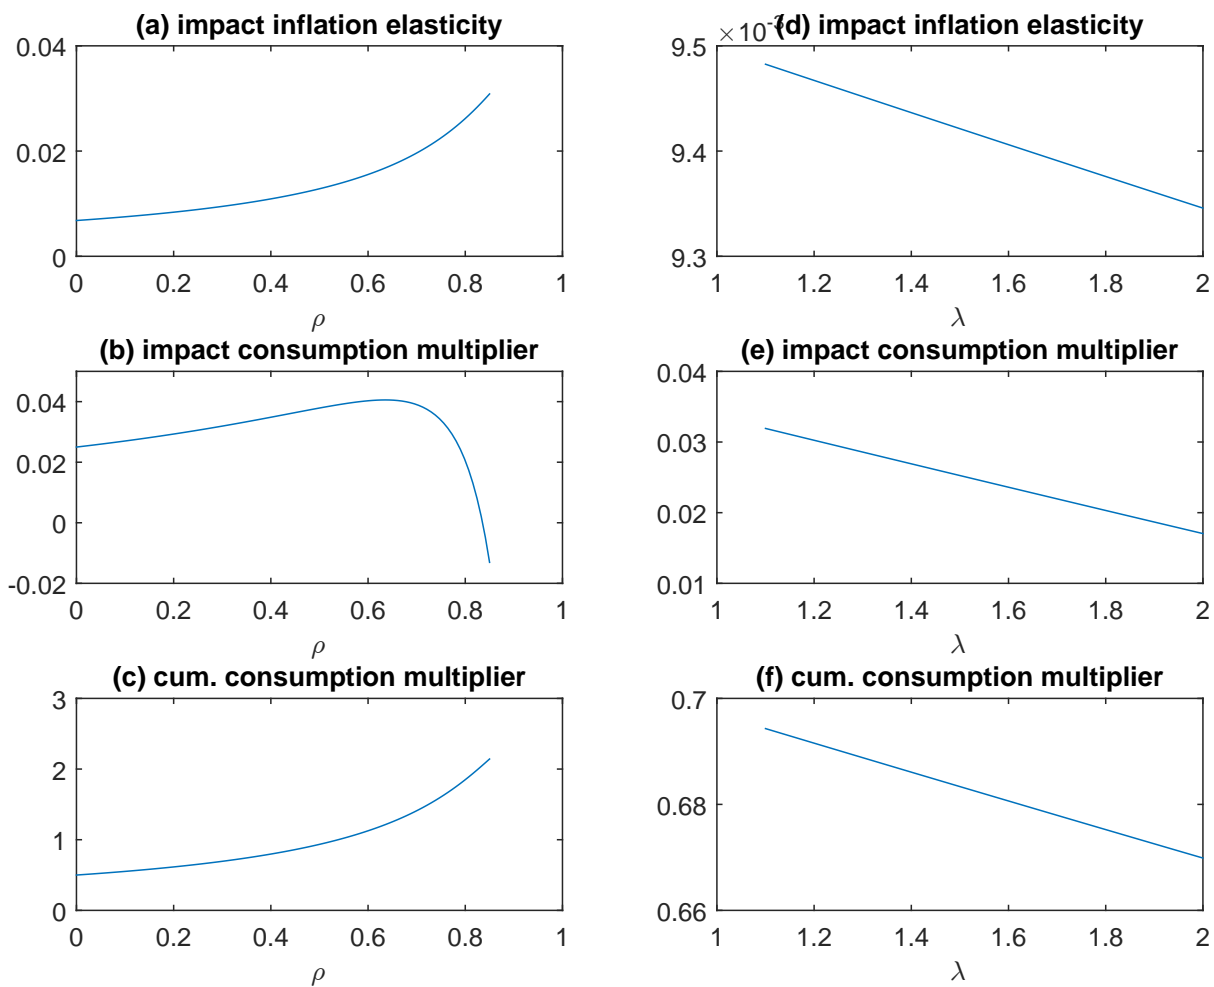 (a) impact inflation elasticity
0.04
0.02
0
0 0.2 0.4 0.6 0.8 1
ρ
(b) impact consumption multiplier
0.04
0.02
0
-0.02
0 0.2 0.4 0.6 0.8 1
ρ
(c) cum. consumption multiplier
3
2
1
0
0 0.2 0.4 0.6 0.8 1
ρ
× 10⁻³
(d) impact inflation elasticity
9.5
9.4
9.3
1 1.2 1.4 1.6 1.8 2
λ
(e) impact consumption multiplier
0.04
0.03
0.02
0.01
1 1.2 1.4 1.6 1.8 2
λ
(f) cum. consumption multiplier
0.7
0.68
0.66
1 1.2 1.4 1.6 1.8 2
λ